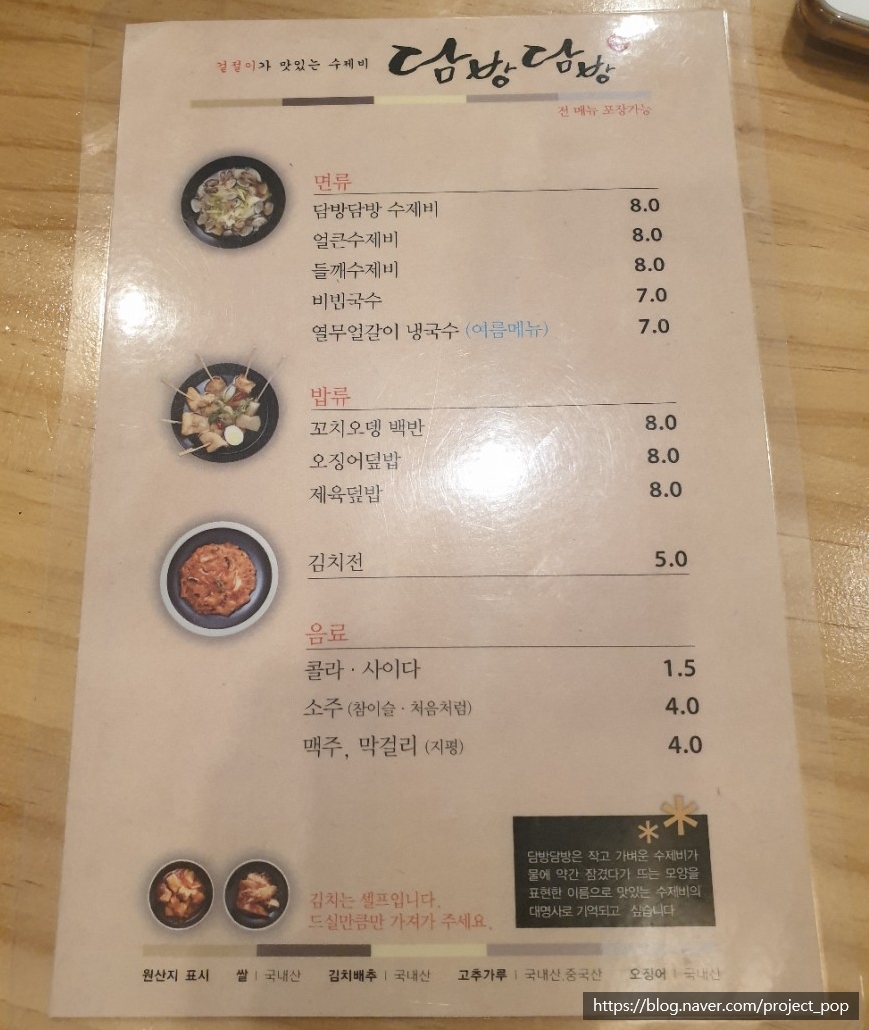 겉절이가 맛있는 수제비 담방담방
전 메뉴 포장가능
면류
담방담방 수제비 8.0
얼큰수제비 8.0
들깨수제비 8.0
비빔국수 7.0
열무얼갈이 냉국수 (여름메뉴) 7.0
밥류
꼬치오뎅 백반 8.0
오징어덮밥 8.0
제육덮밥 8.0
김치전 5.0
음료
콜라 · 사이다 1.5
소주 (참이슬 · 처음처럼) 4.0
맥주, 막걸리 (지평) 4.0
담방담방은 작고 가벼운 수제비가
물에 약간 잠겼다가 뜨는 모양을
표현한 이름으로 맛있는 수제비의
대명사로 기억되고 싶습니다
김치는 셀프입니다.
드실만큼만 가져가 주세요.
원산지 표시 쌀 | 국내산 김치배추 | 국내산 고추가루 | 국내산.중국산 오징어 | 국내산
https://blog.naver.com/project_pop